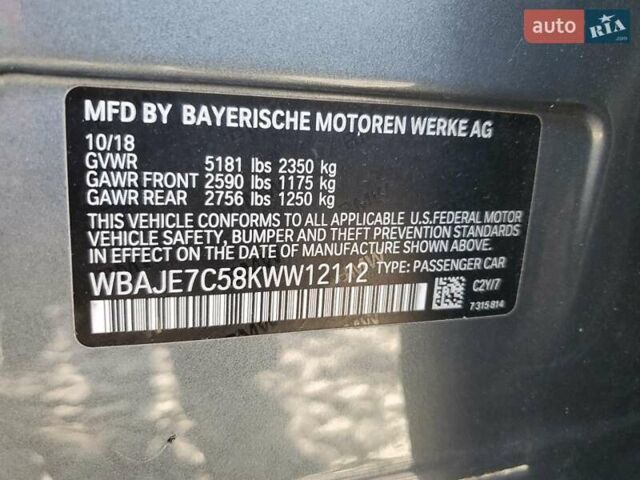 auto RIA.com
MFD BY BAYERISCHE MOTOREN WERKE AG
10/18
GVWR 5181 lbs 2350 kg
GAWR FRONT 2590 lbs 1175 kg
GAWR REAR 2756 lbs 1250 kg
THIS VEHICLE CONFORMS TO ALL APPLICABLE U.S.FEDERAL MOTOR
VEHICLE SAFETY, BUMPER AND THEFT PREVENTION STANDARDS
IN EFFECT ON THE DATE OF MANUFACTURE SHOWN ABOVE.
WBAJE7C58KWW12112 TYPE: PASSENGER CAR
C2Y/7
7315814